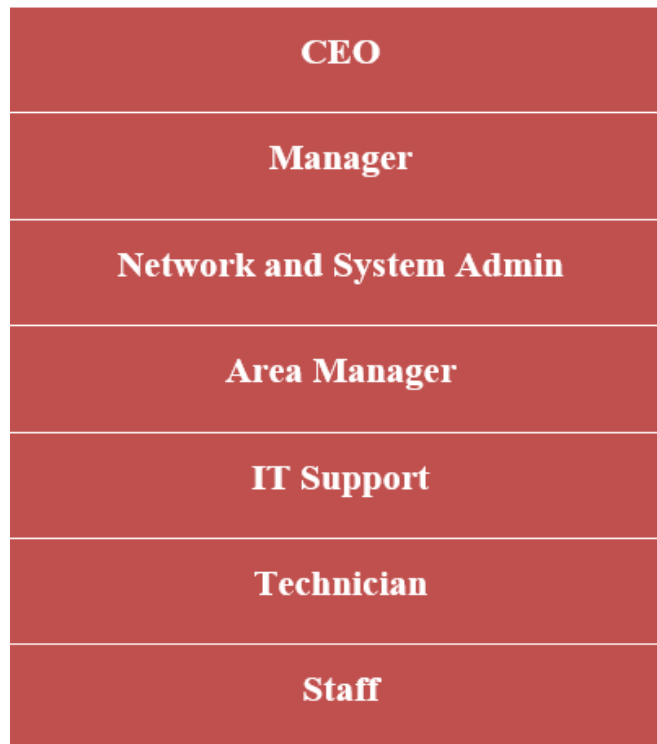 CEO
Manager
Network and System Admin
Area Manager
IT Support
Technician
Staff